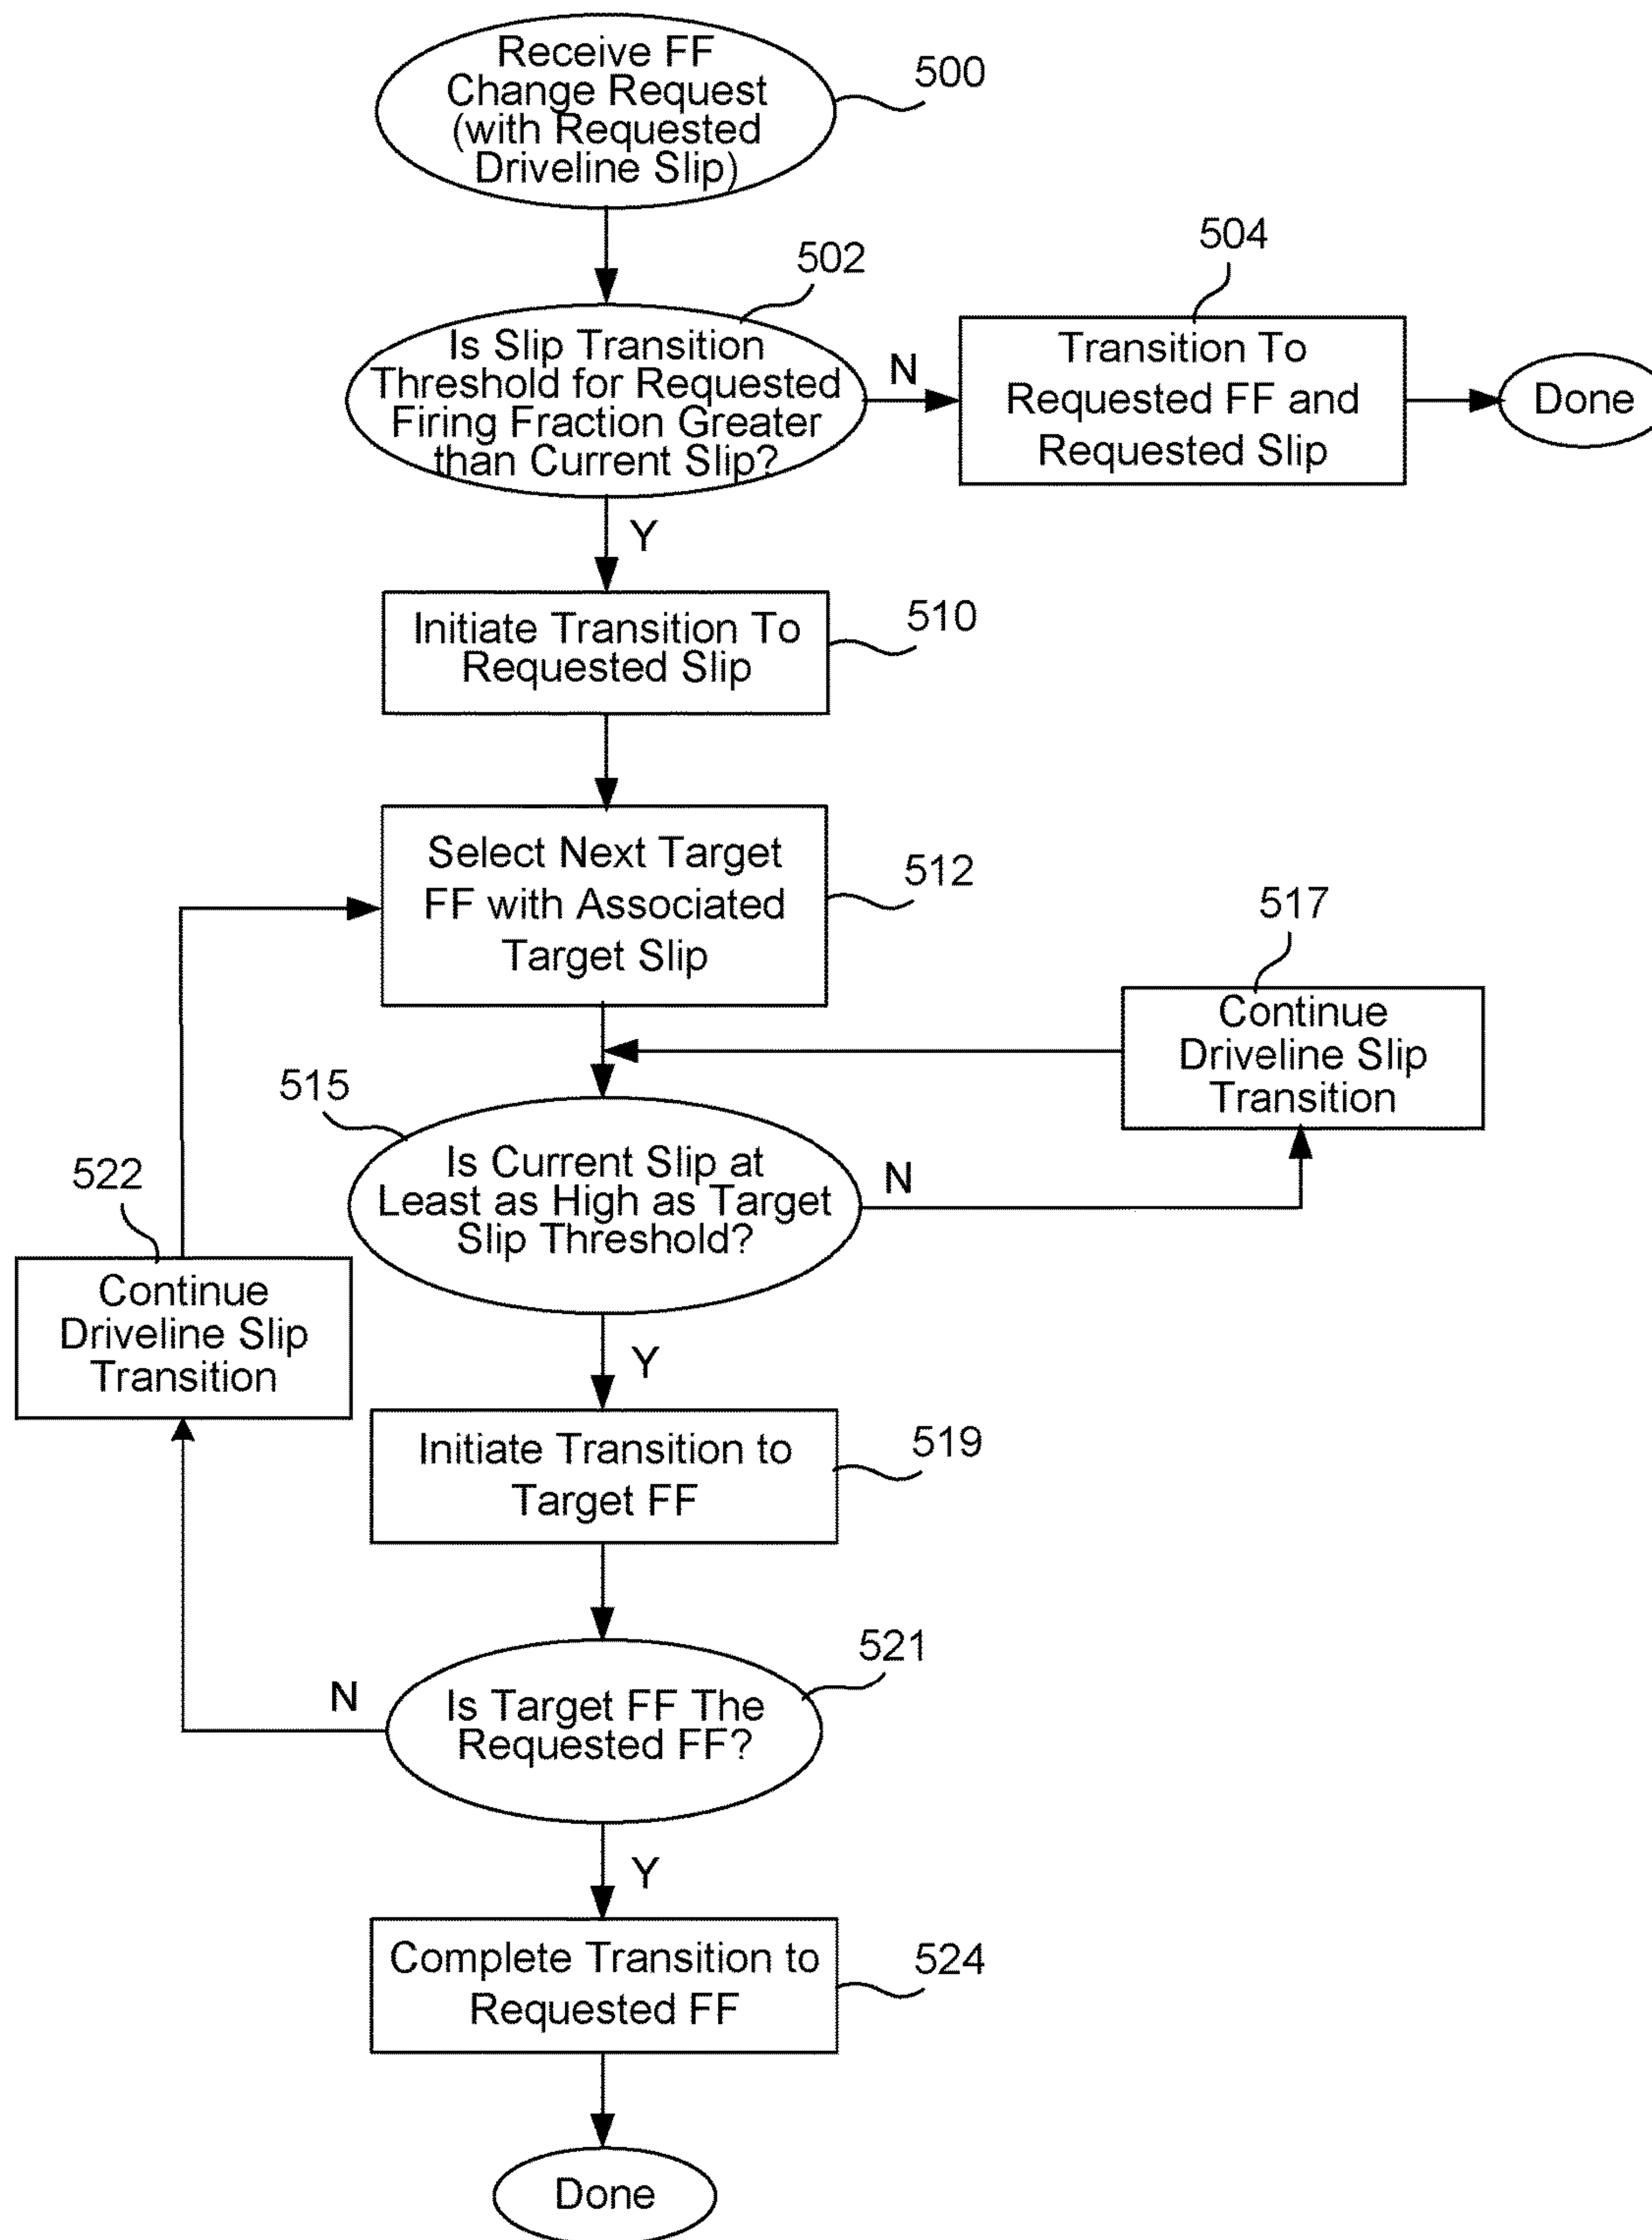 Receive FF
Change Request
(with Requested
Driveline Slip)
500
502
504
Is Slip Transition
Threshold for Requested
Firing Fraction Greater
than Current Slip?
N
Transition To
Requested FF and
Requested Slip
Done
Y
Initiate Transition To
Requested Slip
510
Select Next Target
FF with Associated
Target Slip
512
517
Continue
Driveline Slip
Transition
515
Is Current Slip at
Least as High as Target
Slip Threshold?
N
522
Continue
Driveline Slip
Transition
Y
Initiate Transition to
Target FF
519
521
Is Target FF The
Requested FF?
N
Y
Complete Transition to
Requested FF
524
Done